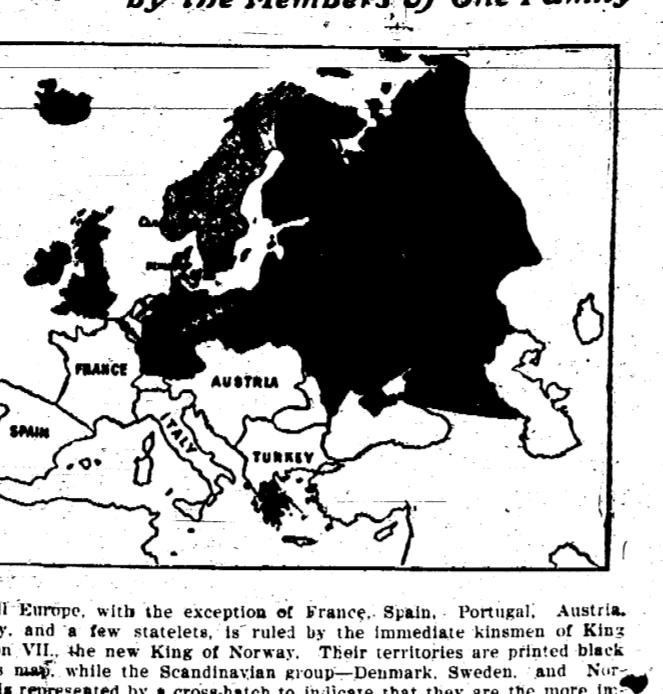 by the Members of One Family
FRANCE
AUSTRIA
SPAIN
ITALY
TURKEY
ll Europe, with the exception of France, Spain, Portugal, Austria,
y, and a few statelets, is ruled by the immediate kinsmen of King
on VII., the new King of Norway. Their territories are printed black
s map, while the Scandinavian group—Denmark, Sweden, and Nor-
is represented by a cross-hatch to indicate that they are the more im-